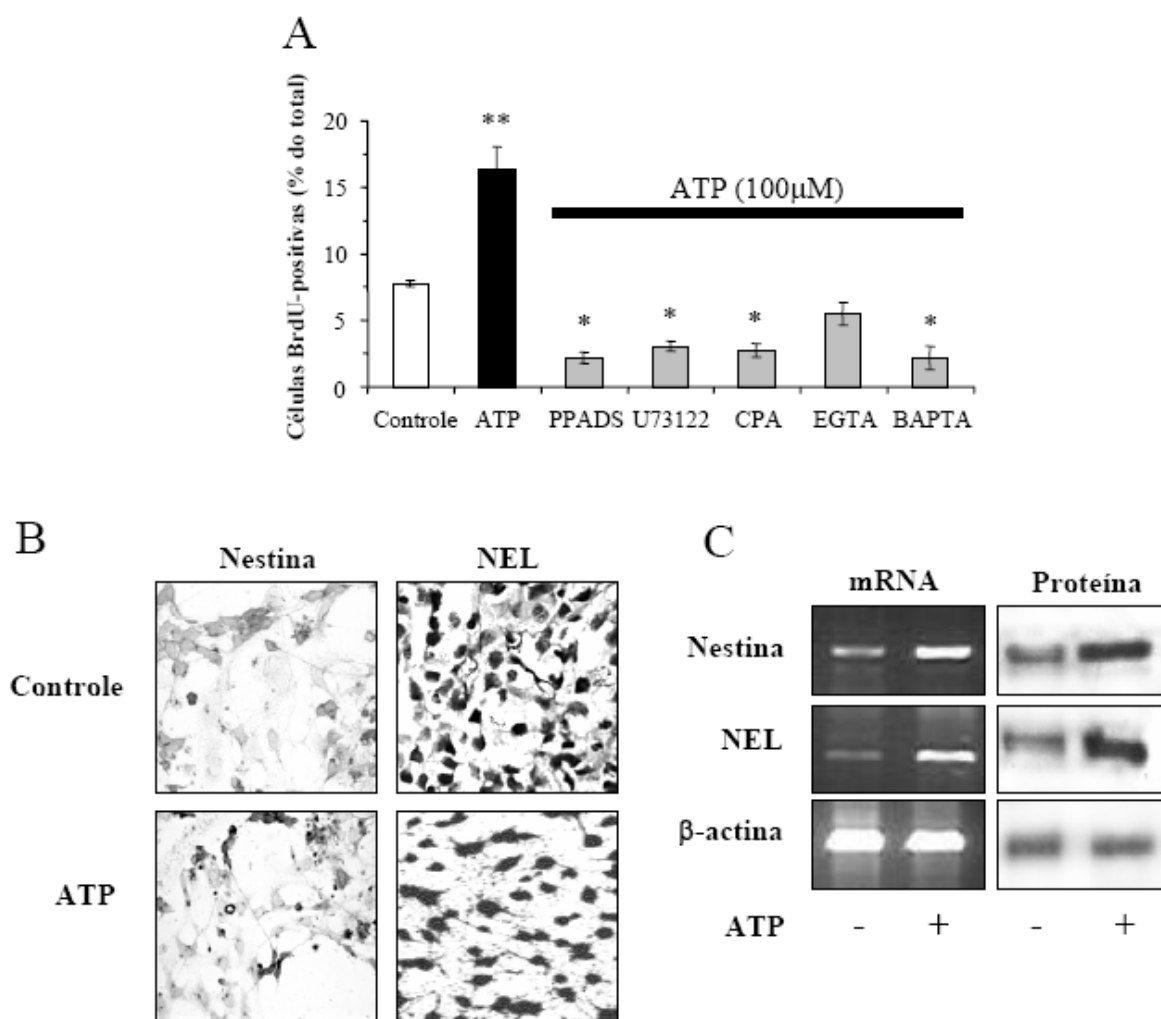 A
Células BrdU-positivas (% do total)
20
15
10
5
0
**
ATP (100μM)
*
*
*
*
Controle
ATP
PPADS
U73122
CPA
EGTA
BAPTA
B
Nestina
NEL
Controle
ATP
C
mRNA
Proteína
Nestina
NEL
β-actina
ATP
- + - +